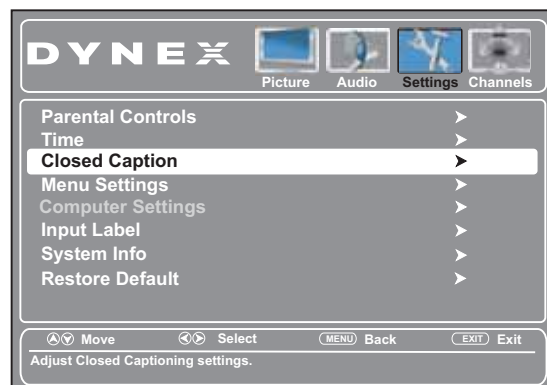 DYNEX
Picture Audio Settings Channels
Parental Controls
Time
Closed Caption
Menu Settings
Computer Settings
Input Label
System Info
Restore Default
Move Select MENU Back EXIT Exit
Adjust Closed Captioning settings.